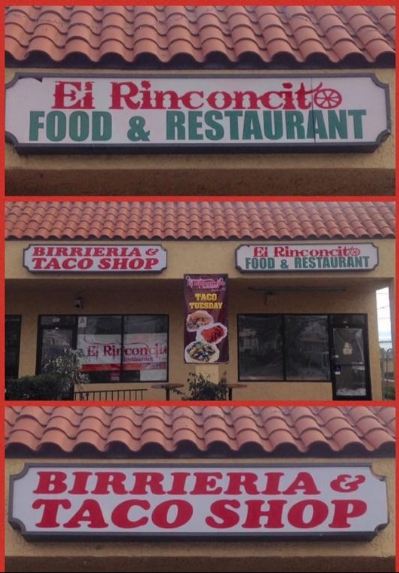 El Rinconcito
FOOD & RESTAURANT
BIRRIERIA &
TACO SHOP
El Rinconcito
FOOD & RESTAURANT
TACO
TUESDAY
El Rinconcito
BIRRIERIA &
TACO SHOP